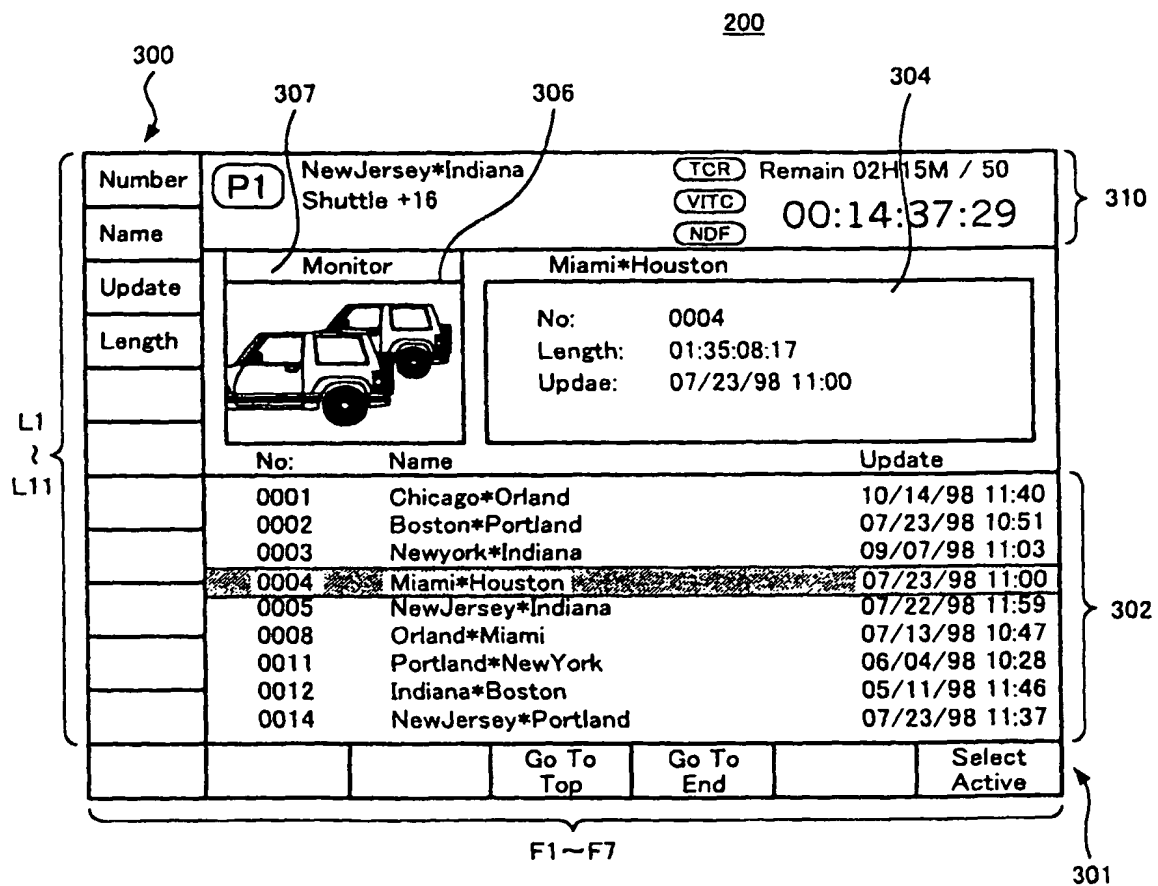 200
300
307
306
304
Number
P1
NewJersey*Indiana
Shuttle +16
TCR
Remain 02H15M / 50
VITC
00:14:37:29
NDF
310
Name
Update
Length
Monitor
Miami*Houston
No: 0004
Length: 01:35:08:17
Updae: 07/23/98 11:00
L1
~
L11
No: Name Update
0001 Chicago*Orland 10/14/98 11:40
0002 Boston*Portland 07/23/98 10:51
0003 Newyork*Indiana 09/07/98 11:03
0004 Miami*Houston 07/23/98 11:00
0005 NewJersey*Indiana 07/22/98 11:59
0008 Orland*Miami 07/13/98 10:47
0011 Portland*NewYork 06/04/98 10:28
0012 Indiana*Boston 05/11/98 11:46
0014 NewJersey*Portland 07/23/98 11:37
302
Go To
Top
Go To
End
Select
Active
F1~F7
301